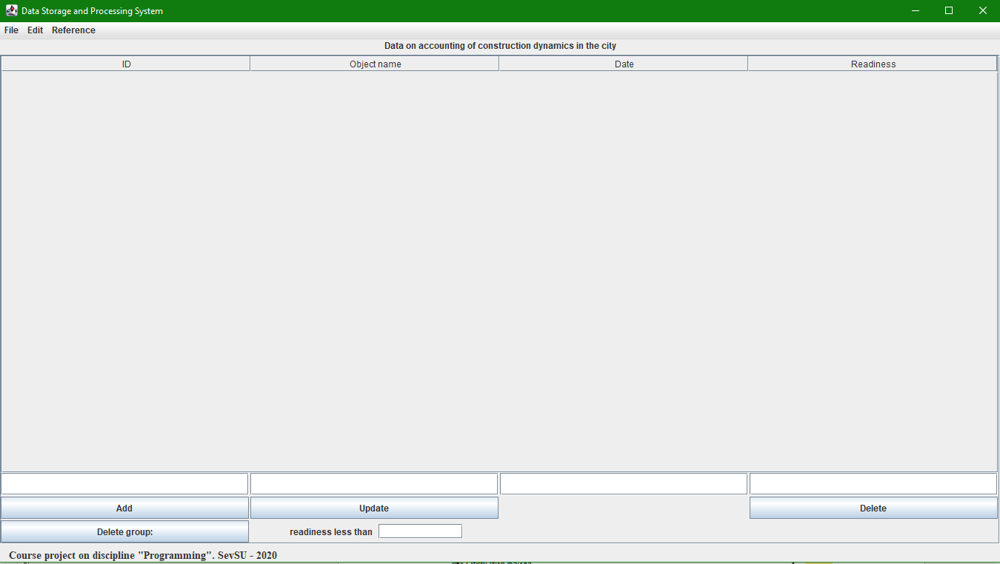 Data Storage and Processing System
File Edit Reference
Data on accounting of construction dynamics in the city
ID Object name Date Readiness
Add Update Delete
Delete group: readiness less than
Course project on discipline "Programming". SevSU - 2020